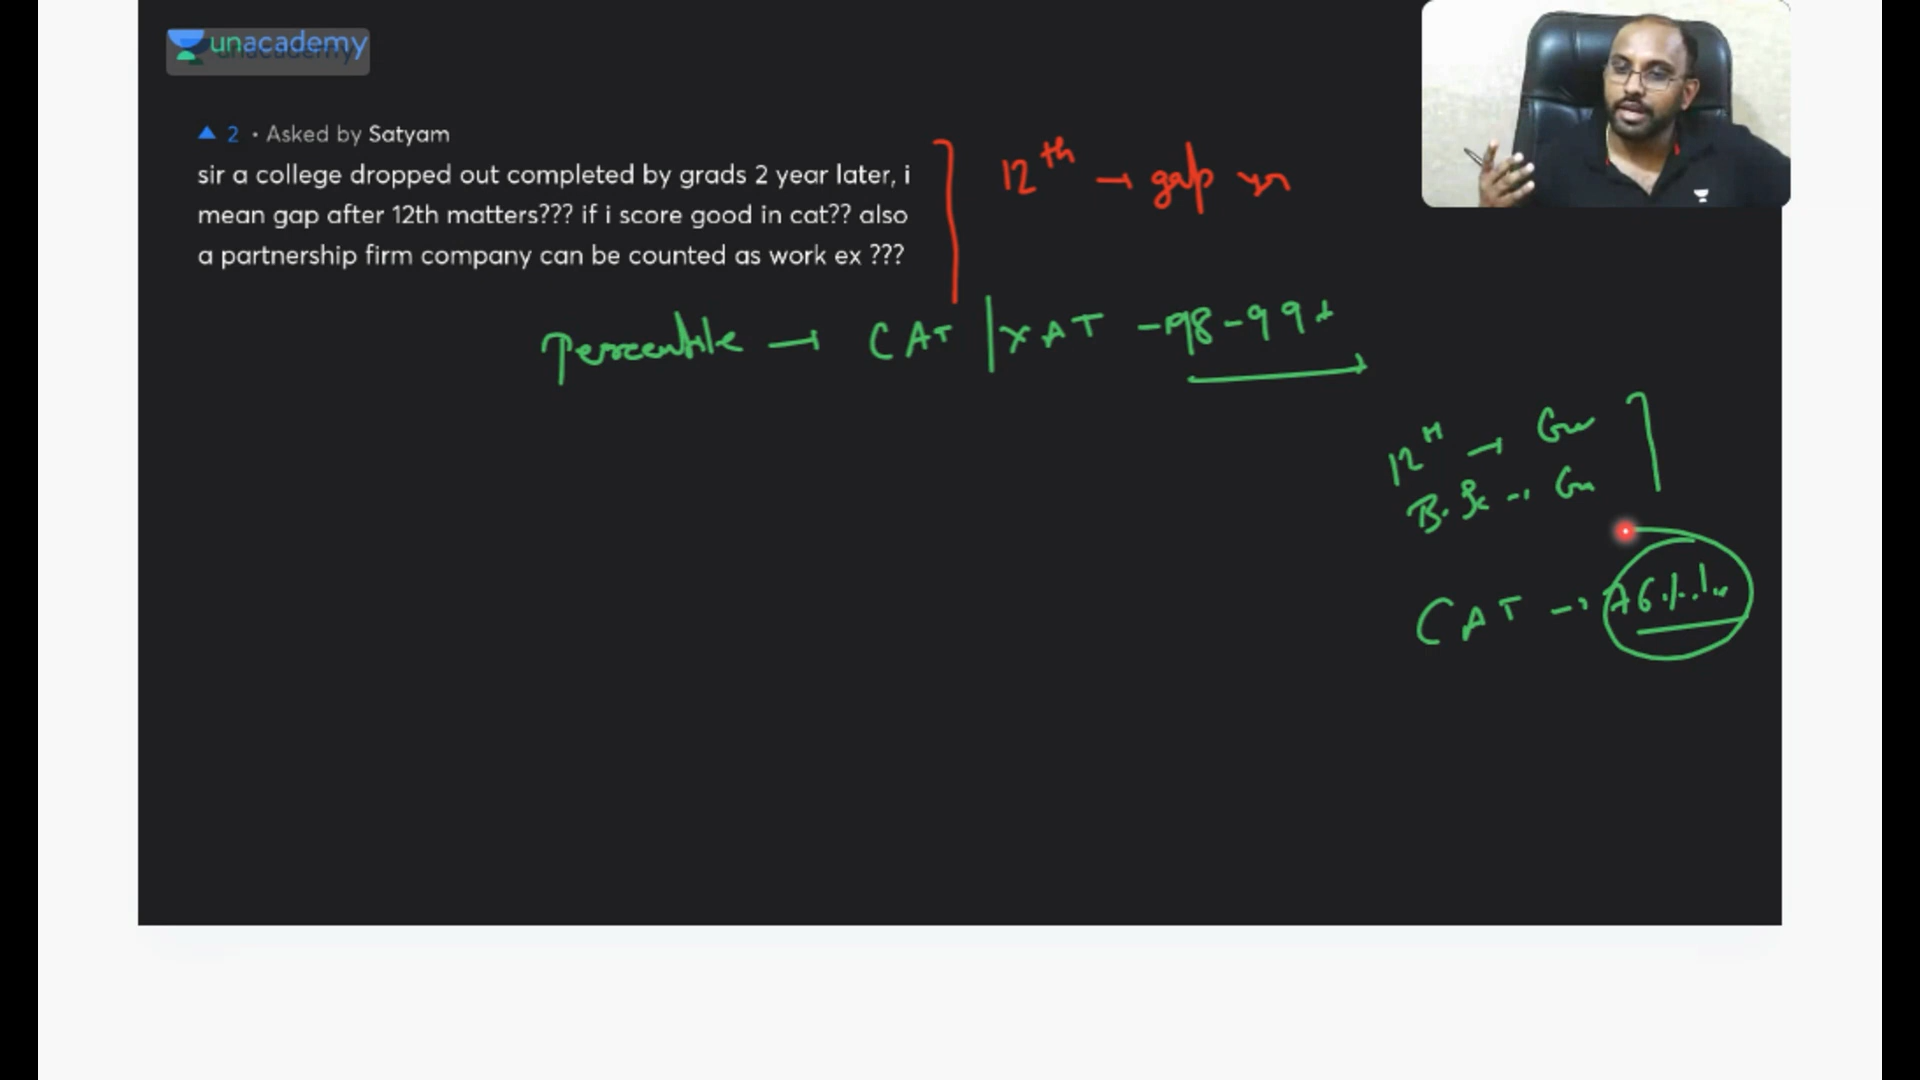 unacademy
2 • Asked by Satyam
sir a college dropped out completed by grads 2 year later, i
mean gap after 12th matters??? if i score good in cat?? also
a partnership firm company can be counted as work ex ???
12th → gap yr
Percentile → CAT | XAT - 98-99+
12th →
B.Sc →
CAT →